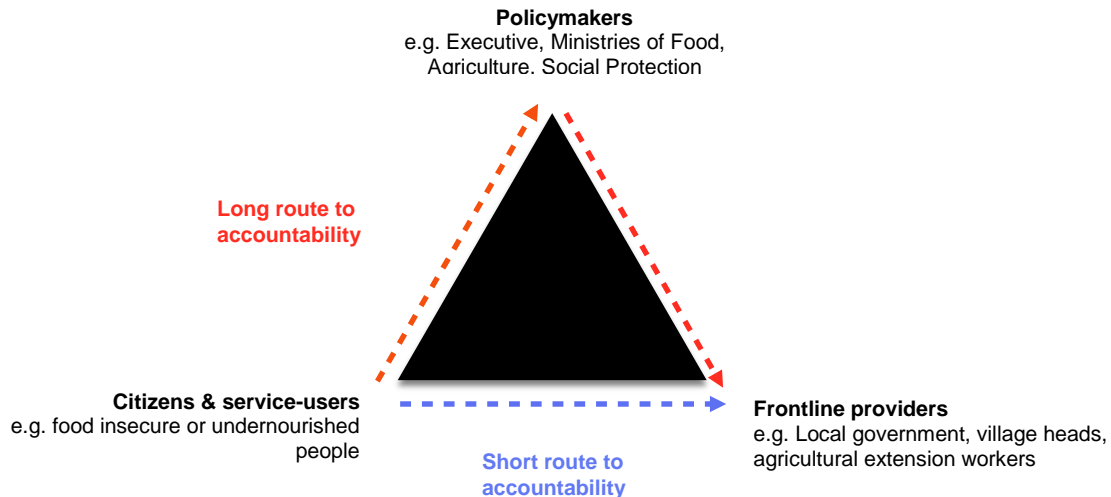 Policymakers
e.g. Executive, Ministries of Food,
Agriculture, Social Protection
Long route to
accountability
Citizens & service-users
e.g. food insecure or undernourished
people
Frontline providers
e.g. Local government, village heads,
agricultural extension workers
Short route to
accountability